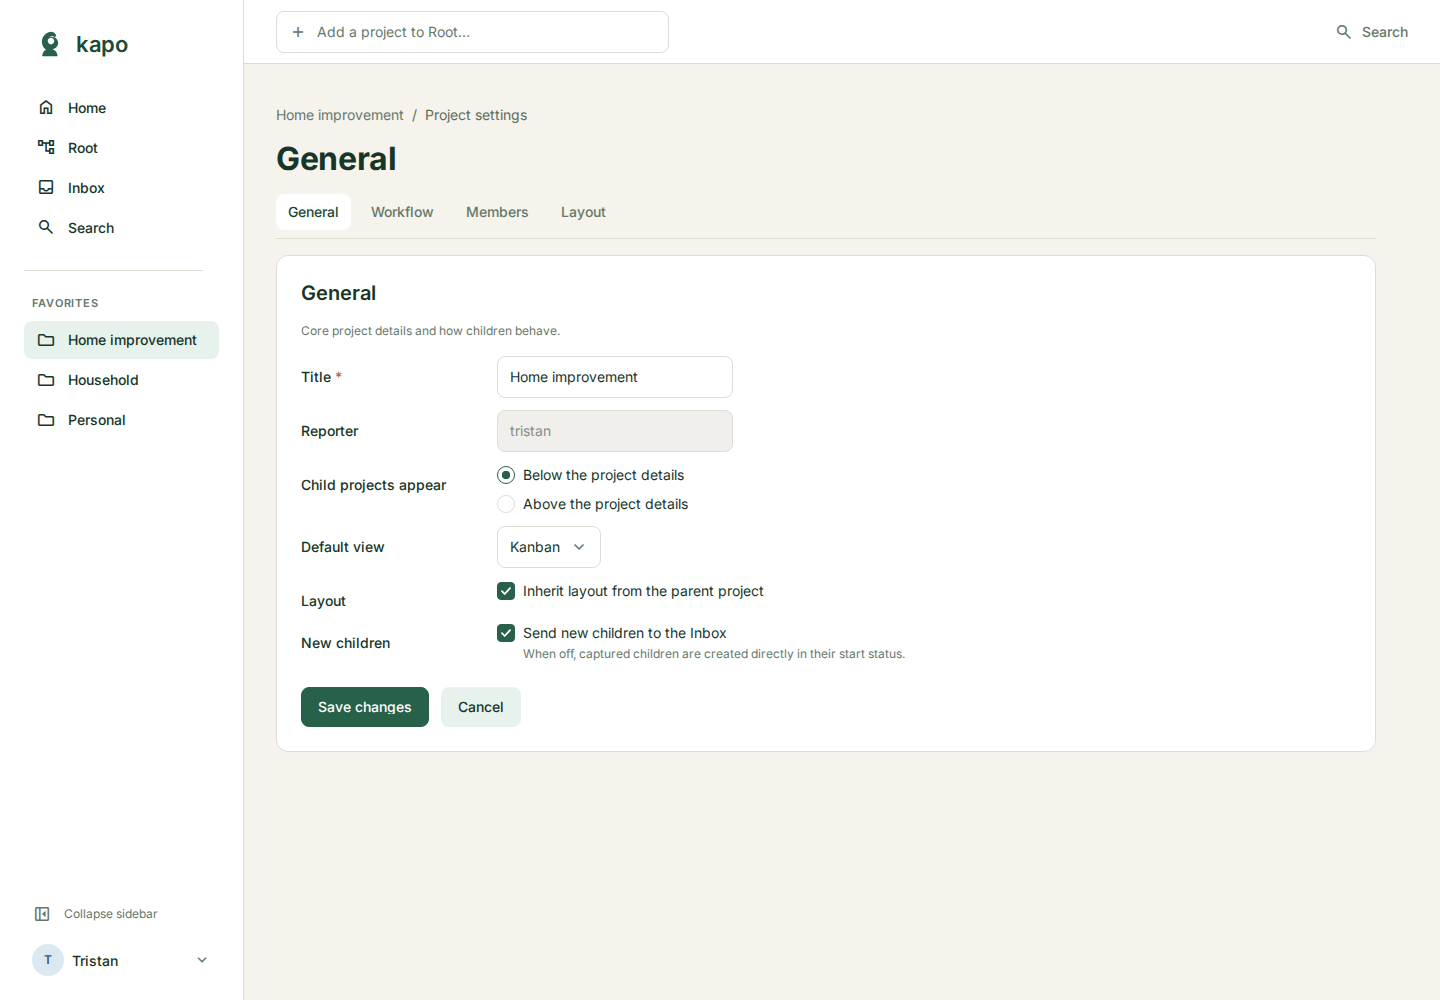 kapo
Add a project to Root...
Search
Home
Root
Inbox
Search
FAVORITES
Home improvement
Household
Personal
Collapse sidebar
T
Tristan
Home improvement / Project settings
General
General Workflow Members Layout
General
Core project details and how children behave.
Title * Home improvement
Reporter tristan
Child projects appear
Below the project details
Above the project details
Default view Kanban
Layout Inherit layout from the parent project
New children Send new children to the Inbox
When off, captured children are created directly in their start status.
Save changes Cancel